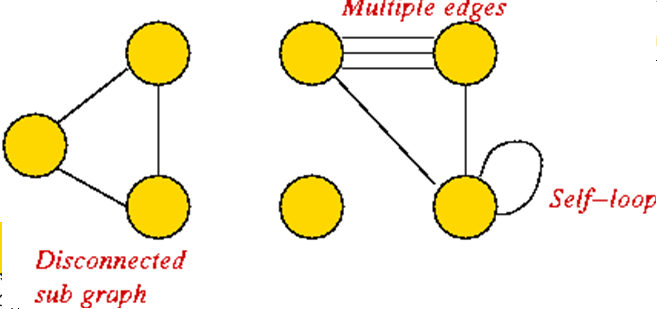 Multiple edges
Self-loop
Disconnected
sub graph